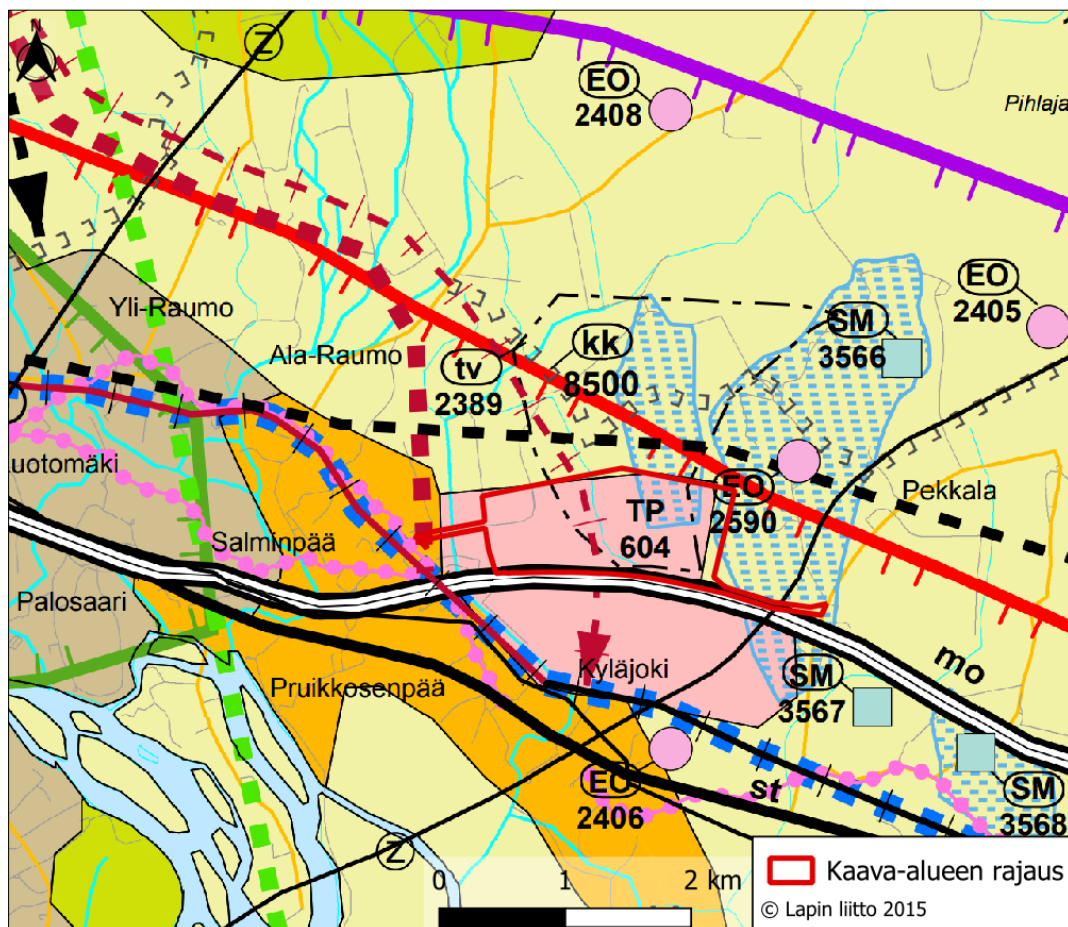 N
Z
EO
2408
Pihlaja
EO
2405
Yli-Raumo
SM
3566
Ala-Raumo
tv
2389
kk
8500
uotomäki
EO
2590
Pekkala
TP
604
Salminpää
Palosaari
mo
Pruikkosenpää
Kyläjoki
SM
3567
EO
2406
st
SM
3568
Z
0 1 2 km
Kaava-alueen rajaus
© Lapin liitto 2015